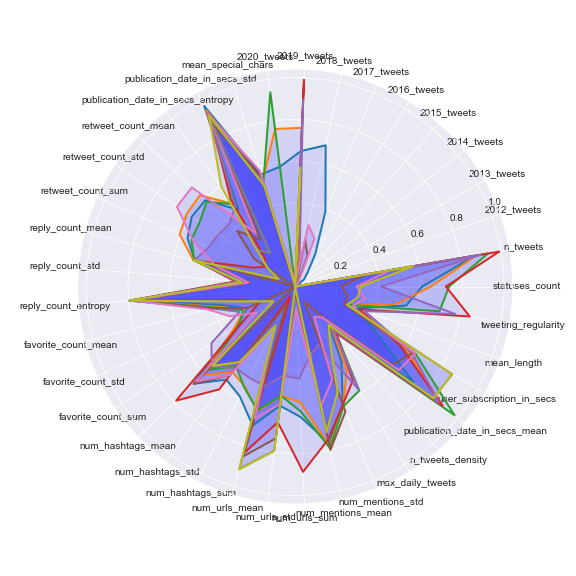 2020_tweets
2019_tweets
2018_tweets
2017_tweets
2016_tweets
2015_tweets
2014_tweets
2013_tweets
2012_tweets
n_tweets
statuses_count
tweeting_regularity
mean_length
user_subscription_in_secs
publication_date_in_secs_mean
n_tweets_density
max_daily_tweets
num_mentions_std
num_mentions_mean
num_urls_sum
num_urls_std
num_urls_mean
num_hashtags_sum
num_hashtags_std
num_hashtags_mean
favorite_count_sum
favorite_count_std
favorite_count_mean
reply_count_entropy
reply_count_std
reply_count_mean
retweet_count_sum
retweet_count_std
retweet_count_mean
publication_date_in_secs_entropy
publication_date_in_secs_std
mean_special_chars
0.2
0.4
0.6
0.8
1.0